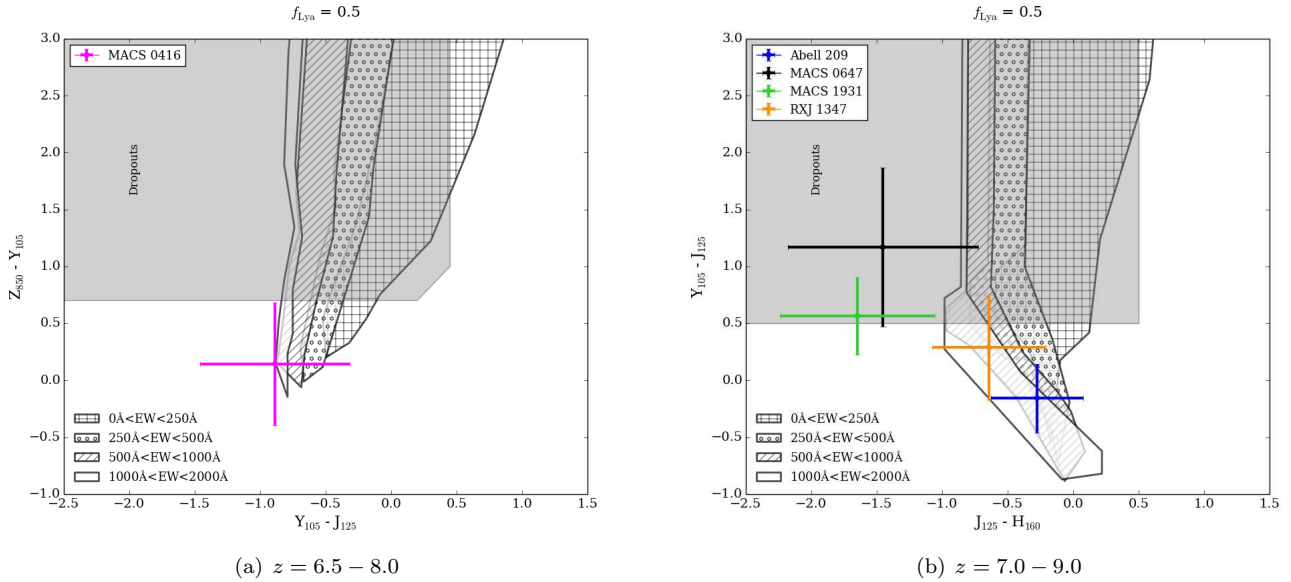 f_Lya = 0.5
MACS 0416
Dropouts
Z_850 - Y_105
3.0
2.5
2.0
1.5
1.0
0.5
0.0
−0.5
−1.0
0Å<EW<250Å
250Å<EW<500Å
500Å<EW<1000Å
1000Å<EW<2000Å
−2.5 −2.0 −1.5 −1.0 −0.5 0.0 0.5 1.0 1.5
Y_105 - J_125
(a) z = 6.5 − 8.0
f_Lya = 0.5
Abell 209
MACS 0647
MACS 1931
RXJ 1347
Dropouts
Y_105 - J_125
3.0
2.5
2.0
1.5
1.0
0.5
0.0
−0.5
−1.0
0Å<EW<250Å
250Å<EW<500Å
500Å<EW<1000Å
1000Å<EW<2000Å
−2.5 −2.0 −1.5 −1.0 −0.5 0.0 0.5 1.0 1.5
J_125 - H_160
(b) z = 7.0 − 9.0